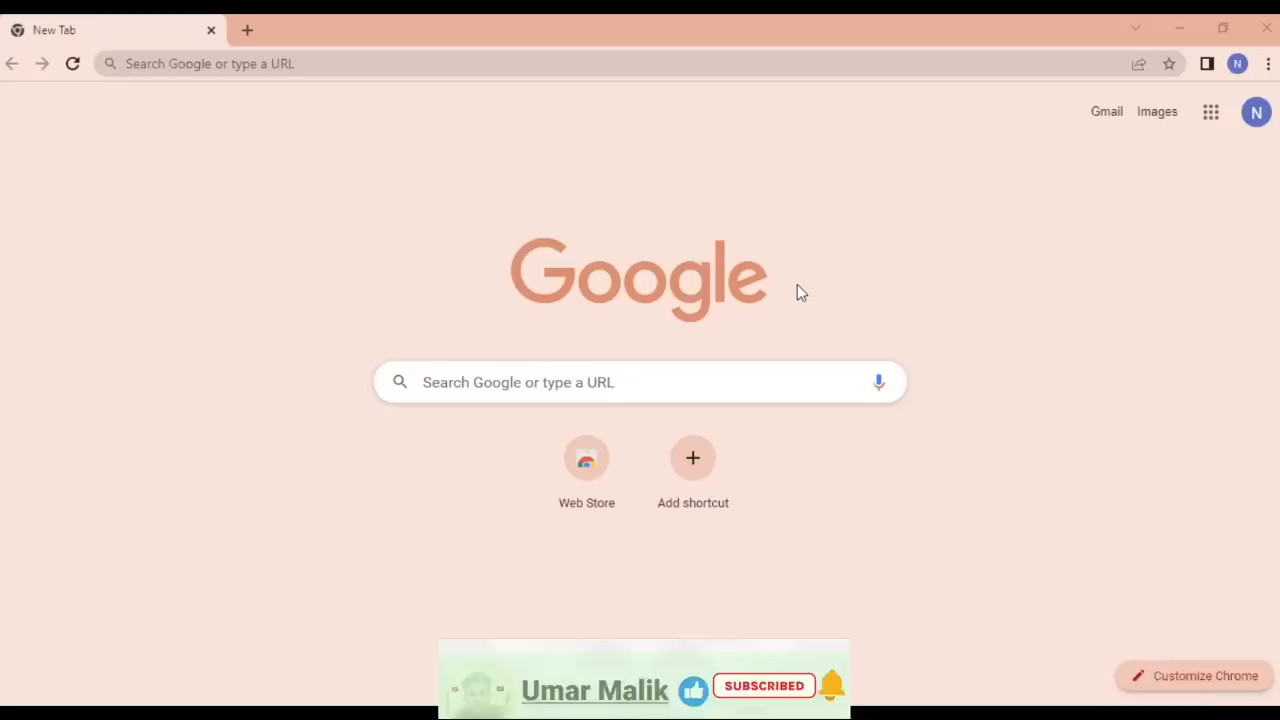 New Tab
Search Google or type a URL
N
Gmail Images N
Google
Search Google or type a URL
Web Store Add shortcut
Customize Chrome
Umar Malik SUBSCRIBED